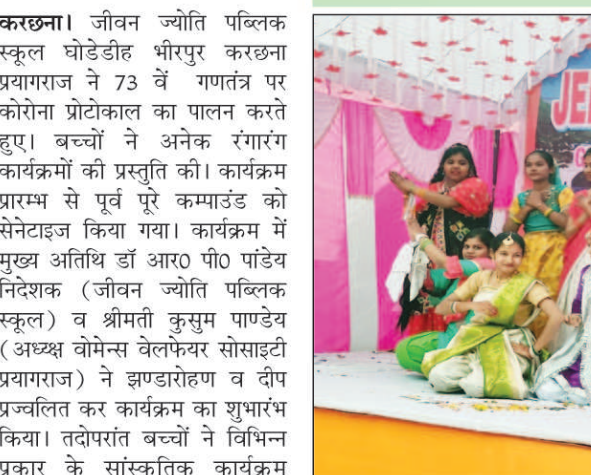 करछना। जीवन ज्योति पब्लिक
स्कूल घोडेडीह भीरपुर करछना
प्रयागराज ने 73 वें गणतंत्र पर
कोरोना प्रोटोकाल का पालन करते
हुए। बच्चों ने अनेक रंगारंग
कार्यक्रमों की प्रस्तुति की। कार्यक्रम
प्रारम्भ से पूर्व पूरे कम्पाउंड को
सेनेटाइज किया गया। कार्यक्रम में
मुख्य अतिथि डॉ आर0 पी0 पांडेय
निदेशक (जीवन ज्योति पब्लिक
स्कूल) व श्रीमती कुसुम पाण्डेय
(अध्यक्ष वोमेन्स वेलफेयर सोसाइटी
प्रयागराज) ने झण्डारोहण व दीप
प्रज्वलित कर कार्यक्रम का शुभारंभ
किया। तदोपरांत बच्चों ने विभिन्न
प्रकार के सांस्कृतिक कार्यक्रम